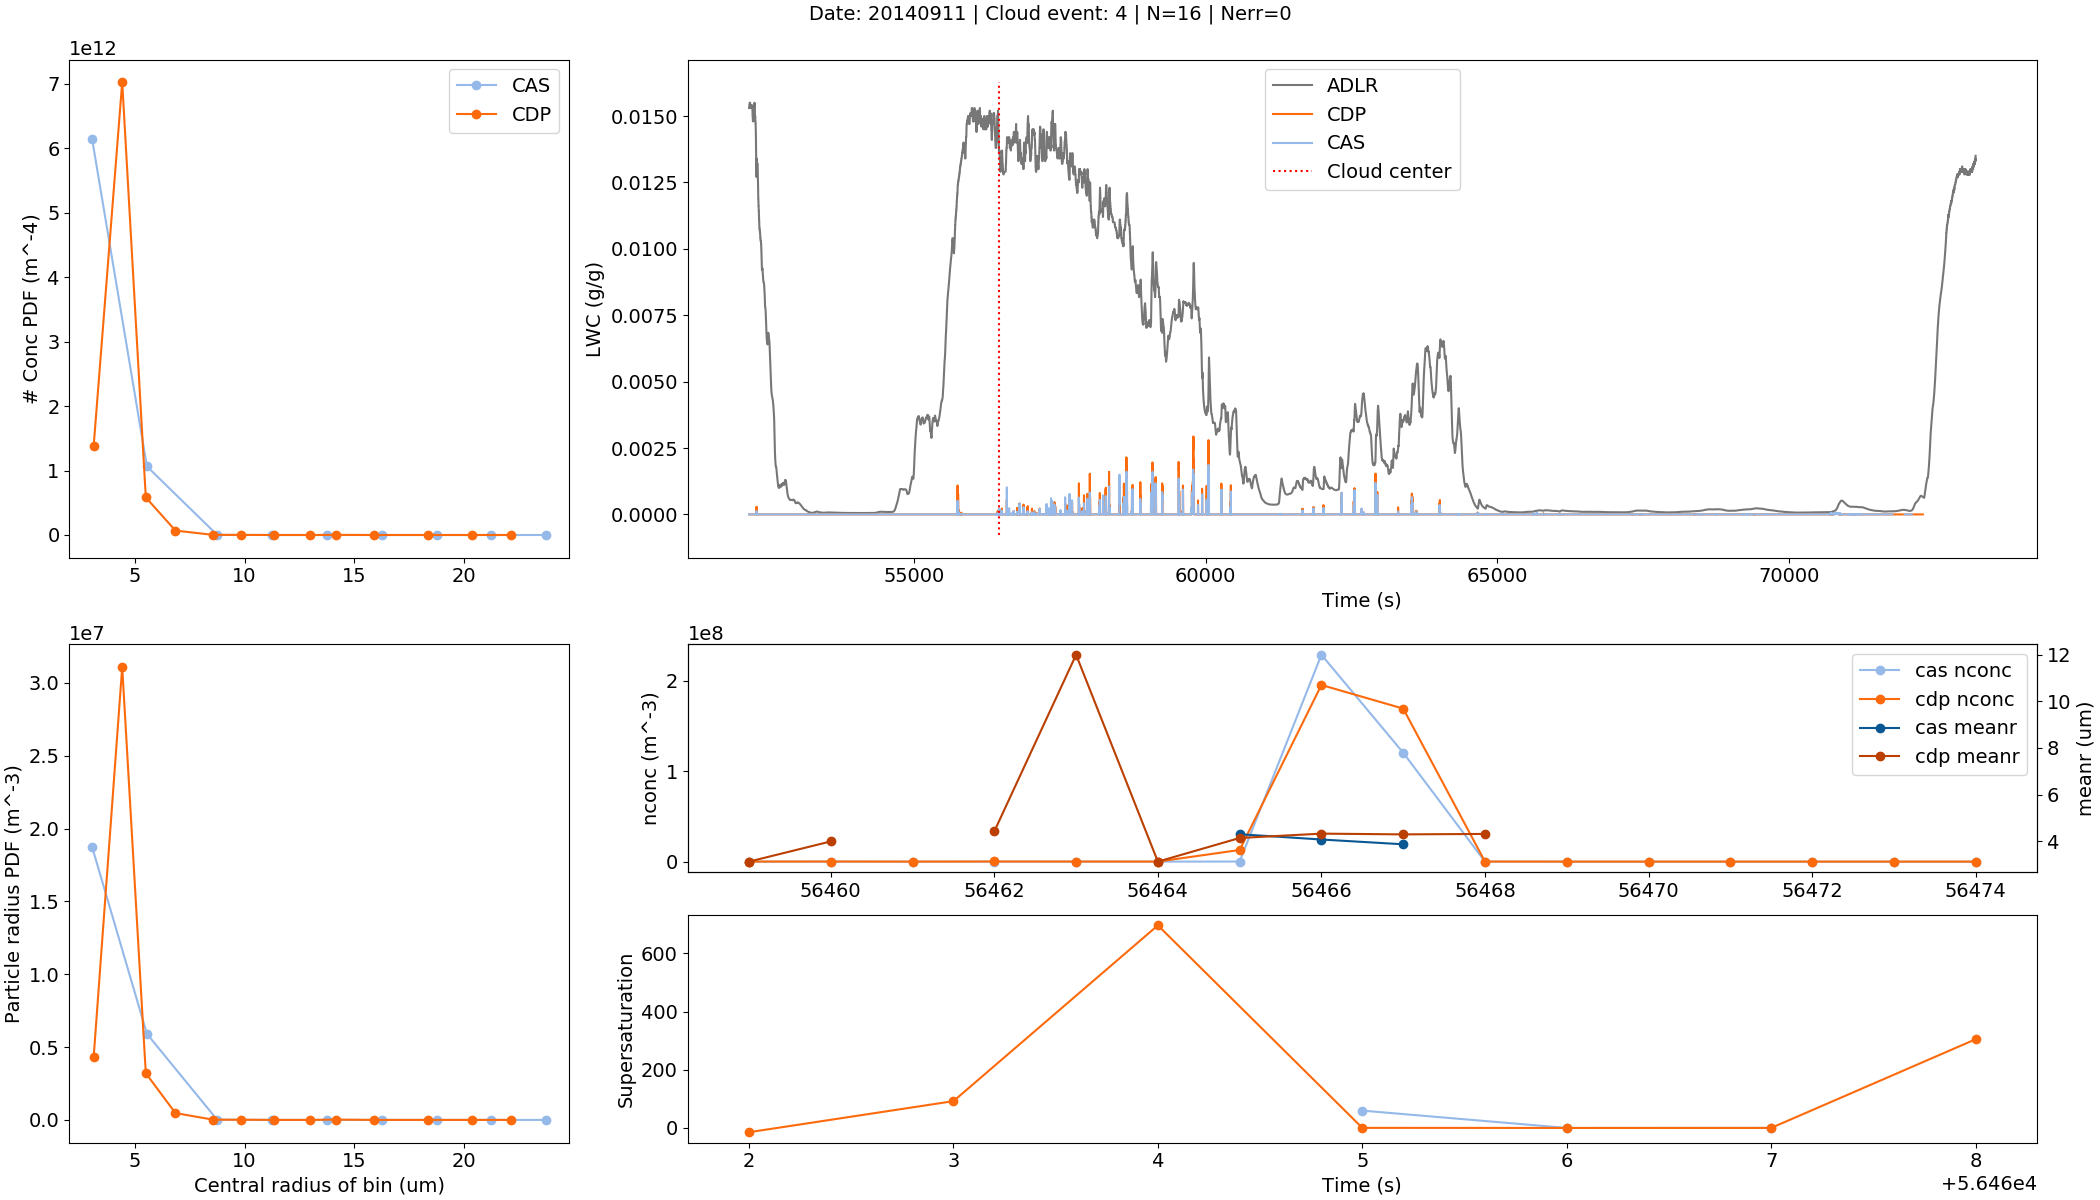 Date: 20140911 | Cloud event: 4 | N=16 | Nerr=0
1e12
# Conc PDF (m^-4)
7
6
5
4
3
2
1
0
5 10 15 20
CAS
CDP
LWC (g/g)
0.0150
0.0125
0.0100
0.0075
0.0050
0.0025
0.0000
55000 60000 65000 70000
Time (s)
ADLR
CDP
CAS
Cloud center
1e7
Particle radius PDF (m^-3)
3.0
2.5
2.0
1.5
1.0
0.5
0.0
5 10 15 20
Central radius of bin (um)
1e8
nconc (m^-3)
2
1
0
56460 56462 56464 56466 56468 56470 56472 56474
12
10
8
6
4
meanr (um)
cas nconc
cdp nconc
cas meanr
cdp meanr
Supersaturation
600
400
200
0
2 3 4 5 6 7 8
+5.646e4
Time (s)